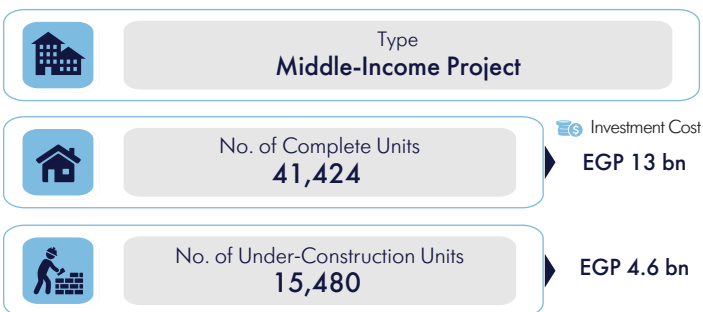 Type
Middle-Income Project
No. of Complete Units
41,424
Investment Cost
EGP 13 bn
No. of Under-Construction Units
15,480
EGP 4.6 bn